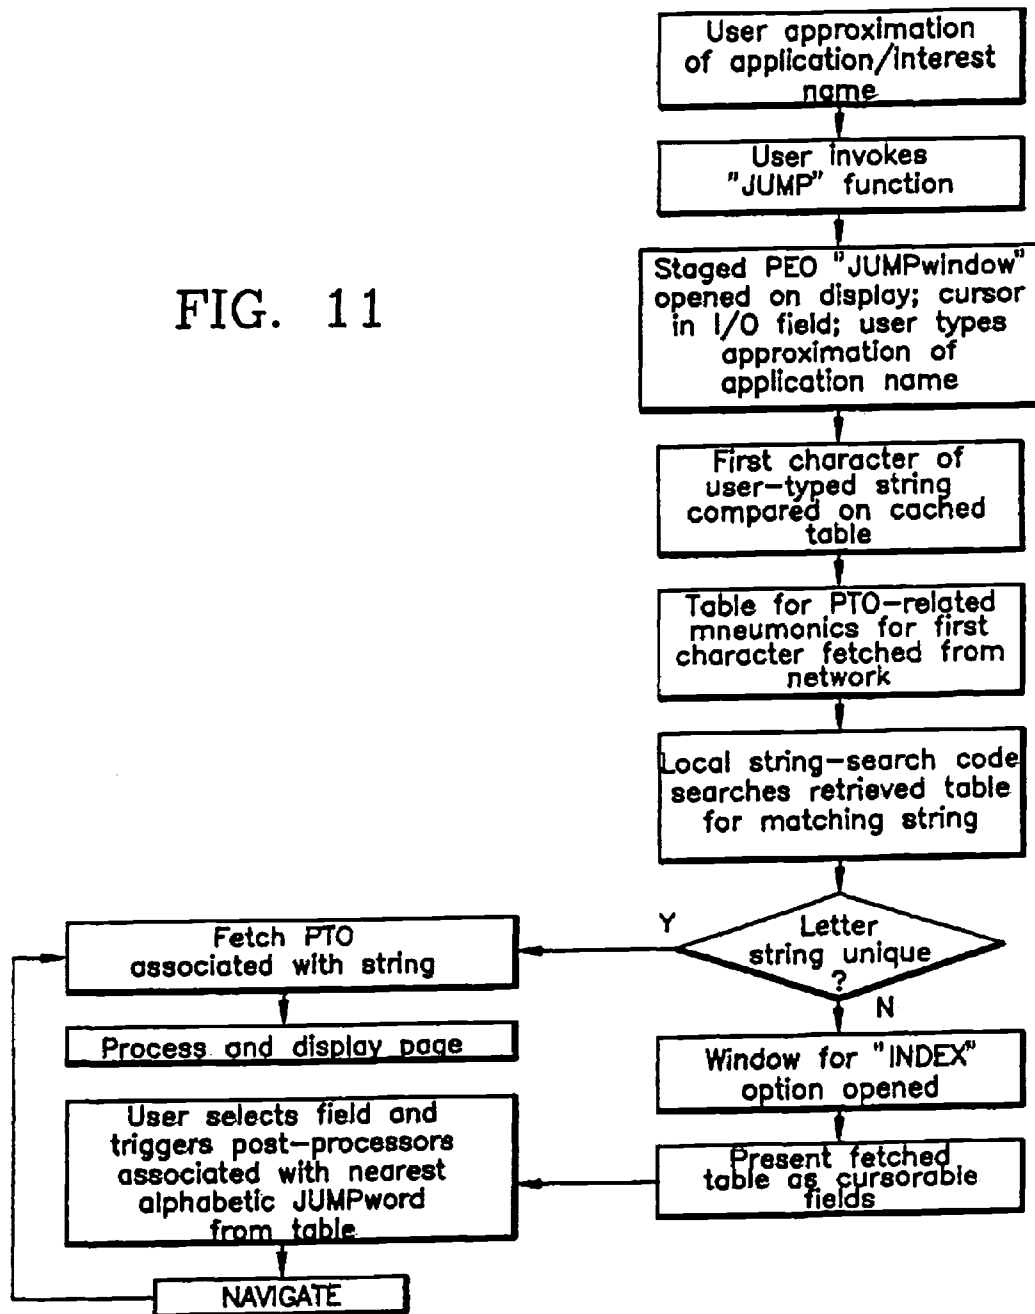 User approximation
of application/interest
name
User invokes
"JUMP" function
FIG. 11
Staged PEO "JUMPwindow"
opened on display; cursor
in I/O field; user types
approximation of
application name
First character of
user-typed string
compared on cached
table
Table for PTO-related
mneumonics for first
character fetched from
network
Local string-search code
searches retrieved table
for matching string
Letter
string unique
?
Y
N
Fetch PTO
associated with string
Process and display page
Window for "INDEX"
option opened
Present fetched
table as cursorable
fields
User selects field and
triggers post-processors
associated with nearest
alphabetic JUMPword
from table
NAVIGATE